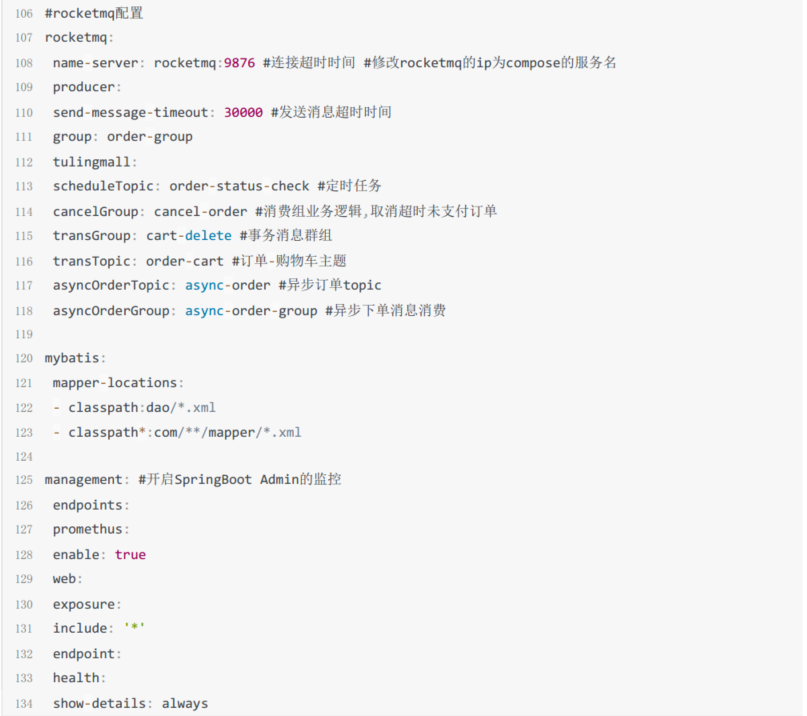 106 #rocketmq配置
107 rocketmq:
108 name-server: rocketmq:9876 #连接超时时间 #修改rocketmq的ip为compose的服务名
109 producer:
110 send-message-timeout: 30000 #发送消息超时时间
111 group: order-group
112 tulingmall:
113 scheduleTopic: order-status-check #定时任务
114 cancelGroup: cancel-order #消费组业务逻辑,取消超时未支付订单
115 transGroup: cart-delete #事务消息群组
116 transTopic: order-cart #订单-购物车主题
117 asyncOrderTopic: async-order #异步订单topic
118 asyncOrderGroup: async-order-group #异步下单消息消费
119
120 mybatis:
121 mapper-locations:
122 - classpath:dao/*.xml
123 - classpath*:com/**/mapper/*.xml
124
125 management: #开启SpringBoot Admin的监控
126 endpoints:
127 promethus:
128 enable: true
129 web:
130 exposure:
131 include: '*'
132 endpoint:
133 health:
134 show-details: always